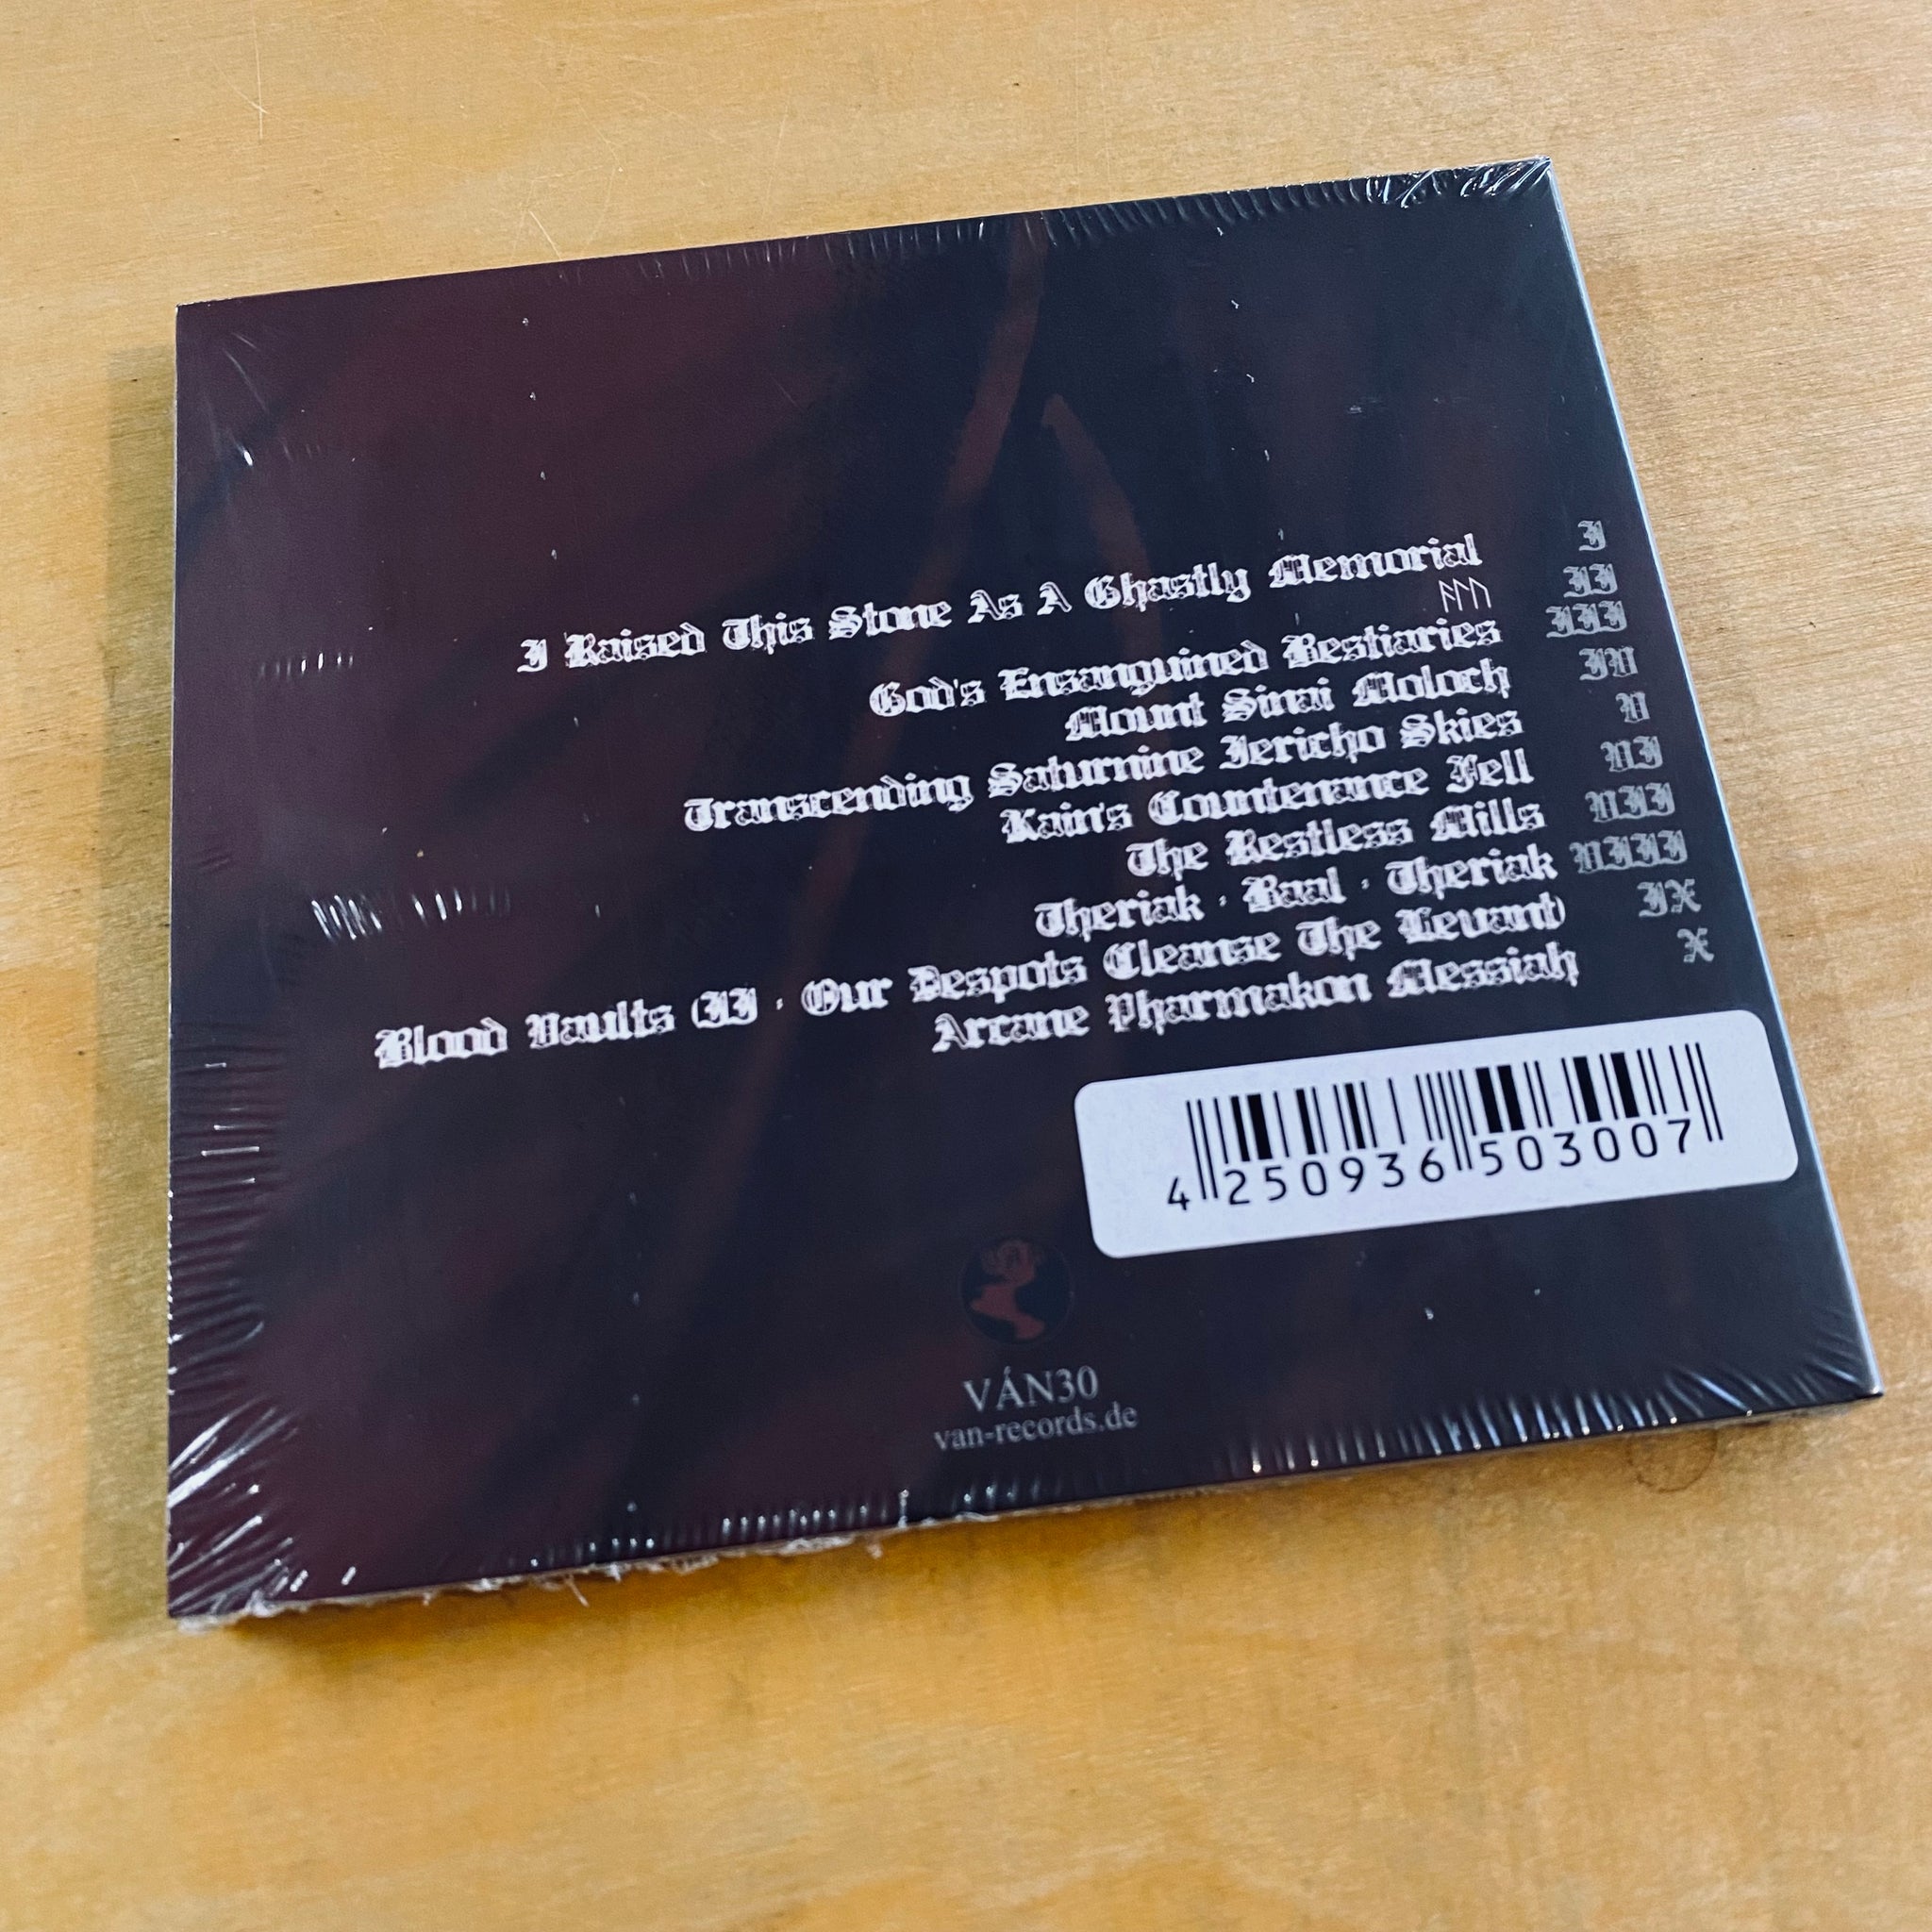 I Raised This Stone As A Ghastly Memorial I
ᚨᛚᚢ II
God's Ensanguined Bestiaries III
Mount Sinai Moloch IV
Transcending Saturnine Jericho Skies V
Kain's Countenance Fell VI
The Restless Mills VII
Theriak · Baal · Theriak VIII
Blood Vaults (II · Our Despots Cleanse The Levant) IX
Arcane Pharmakon Messiah X
4 250936 503007
VÁN30
van-records.de